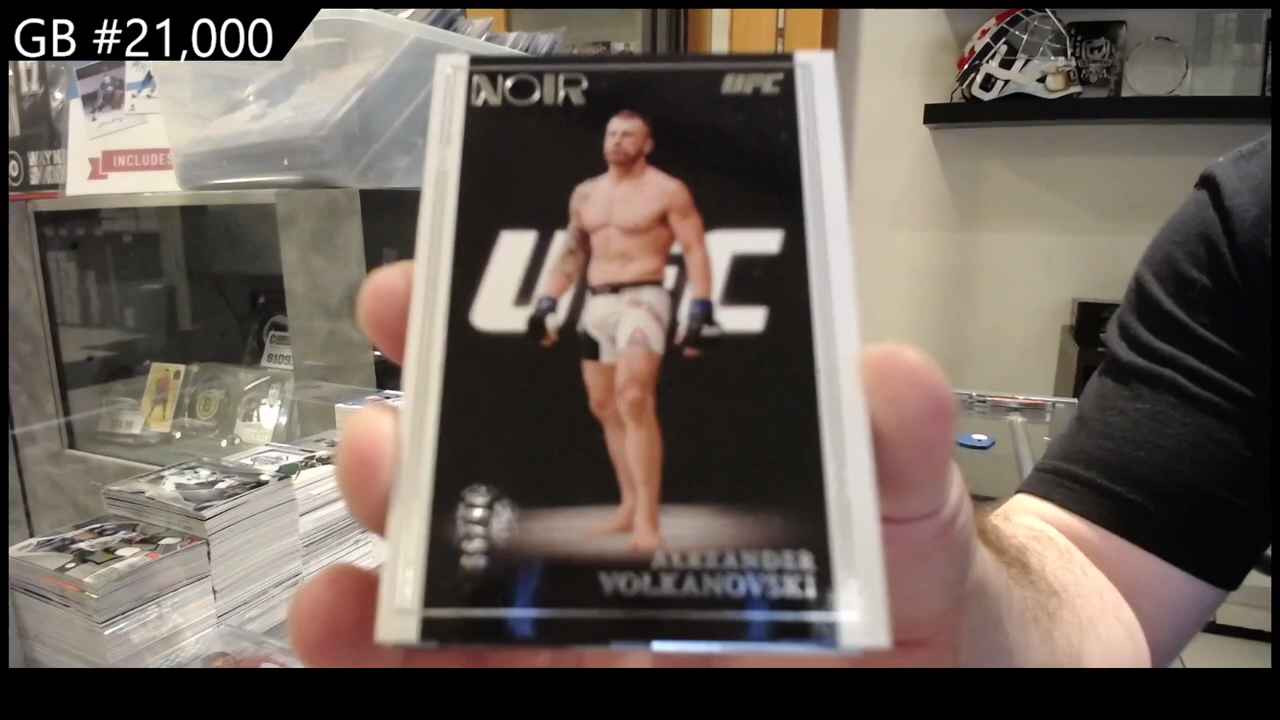 GB #21,000
NOIR
UFC
INCLUDES
UFC
ALEXANDER
VOLKANOVSKI